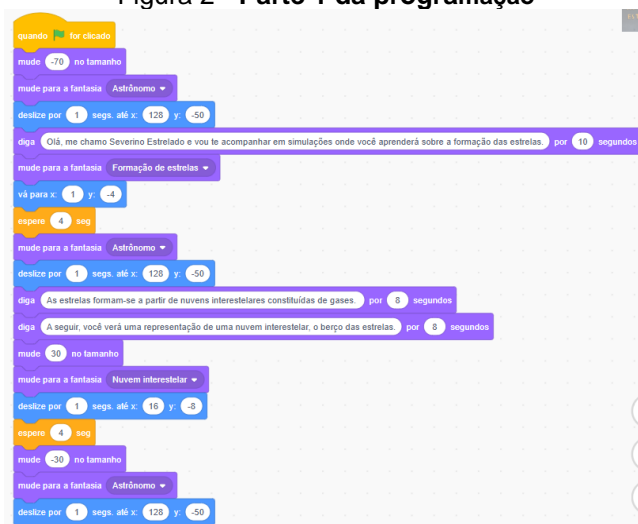 Figura 2 - Parte 1 da programação
quando for clicado
mude -70 no tamanho
mude para a fantasia Astrônomo
deslize por 1 segs. até x: 128 y: -50
diga Olá, me chamo Severino Estrelado e vou te acompanhar em simulações onde você aprenderá sobre a formação das estrelas. por 10 segundos
mude para a fantasia Formação de estrelas
vá para x: 1 y: -4
espere 4 seg
mude para a fantasia Astrônomo
deslize por 1 segs. até x: 128 y: -50
diga As estrelas formam-se a partir de nuvens interestelares constituídas de gases. por 8 segundos
diga A seguir, você verá uma representação de uma nuvem interestelar, o berço das estrelas. por 8 segundos
mude 30 no tamanho
mude para a fantasia Nuvem interestelar
deslize por 1 segs. até x: 16 y: -8
espere 4 seg
mude -30 no tamanho
mude para a fantasia Astrônomo
deslize por 1 segs. até x: 128 y: -50